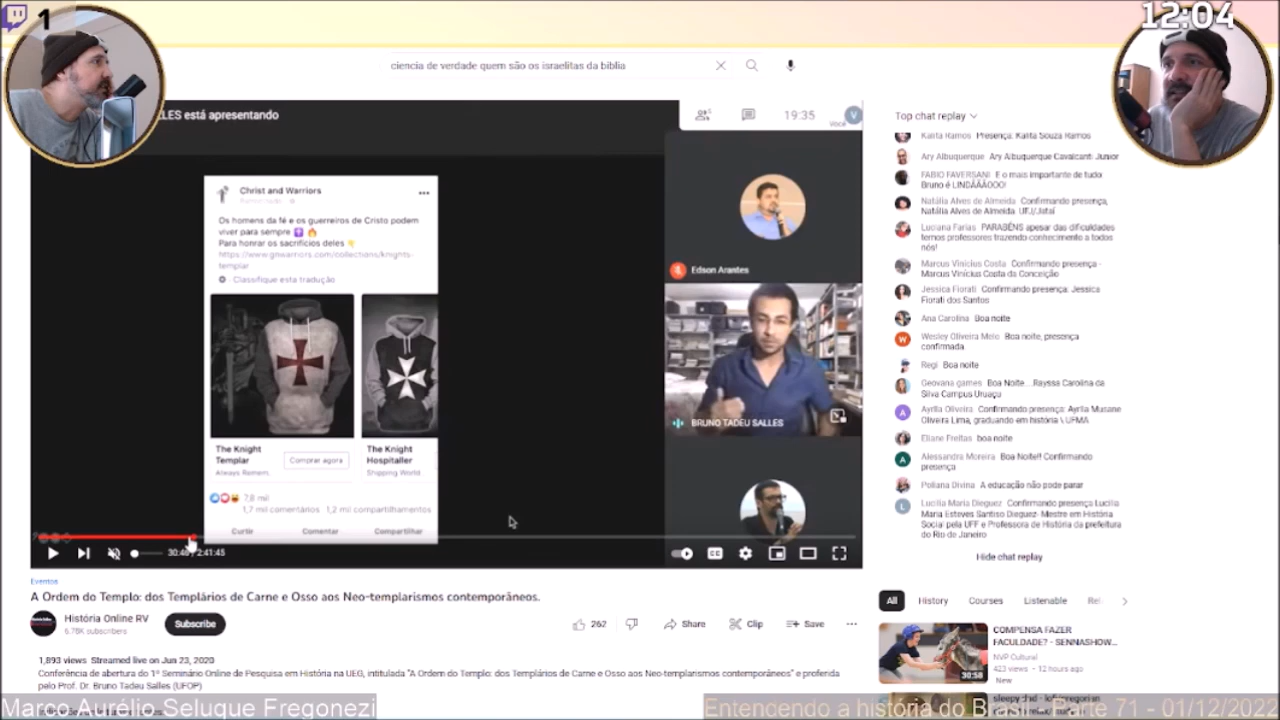 1
12:04
ciencia de verdade quem são os israelitas da biblia
LES está apresentando
19:35
Você
V
Christ and Warriors
Os homens da fé e os guerreiros de Cristo podem
viver para sempre
Para honrar os sacrifícios deles
https://www.gnwarriors.com/collections/knights-
templar
Classifique esta tradução
The Knight
Templar
Always Remem.
Comprar agora
The Knight
Hospitaller
Shipping World
7,8 mil
1,7 mil comentários 1,2 mil compartilhamentos
Curtir
Comentar
Compartilhar
Edson Arantes
BRUNO TADEU SALLES
30:46 / 2:41:45
Top chat replay
Kalita Ramos Presença: Kalita Souza Ramos
Ary Albuquerque Ary Albuquerque Cavalcanti Junior
FABIO FAVERSANI E o mais importante de tudo
Bruno é LINDÃÃÃOOO!
Natália Alves de Almeida Confirmando presença,
Natália Alves de Almeida UFJ/Jataí
Luciana Farias PARABÉNS apesar das dificuldades
temos professores trazendo conhecimento a todos
nós!
Marcus Vinicius Costa Confirmando presença -
Marcus Vinícius Costa da Conceição
Jessica Fiorati Confirmando presença: Jessica
Fiorati dos Santos
Ana Carolina Boa noite
W
Wesley Oliveira Melo Boa noite, presença
confirmada
Regi Boa noite
Geovana games Boa Noite....Rayssa Carolina da
Silva Campus Uruaçu
A
Ayrlla Oliveira Confirmando presença: Ayrlla Musane
Oliveira Lima, graduando em história \ UFMA
Eliane Freitas boa noite
A
Alessandra Moreira Boa Noite!! Confirmando
presença
Poliana Divina A educação não pode parar
L
Lucilia Maria Dieguez Confirmando presença Lucilia
Maria Esteves Santiso Dieguez- Mestre em História
Social pela UFF e Professora de História da prefeitura
do Rio de Janeiro
Hide chat replay
Eventos
A Ordem do Templo: dos Templários de Carne e Osso aos Neo-templarismos contemporâneos.
História Online RV
6.78K subscribers
Subscribe
262
Share
Clip
Save
1,893 views Streamed live on Jun 23, 2020
Conferência de abertura do 1º Seminário Online de Pesquisa em História na UEG, intitulada "A Ordem do Templo: dos Templários de Carne e Osso aos Neo-templarismos contemporâneos" e proferida
pelo Prof. Dr. Bruno Tadeu Salles (UFOP)
All
History
Courses
Listenable
Rel
COMPENSA FAZER
FACULDADE? - SENNASHOW...
NVP Cultural
423 views • 12 hours ago
New
30:58
Marco Aurélio Seluque Fregonezi
Entencendo a história do Brasil - Parte 71 - 01/12/2022